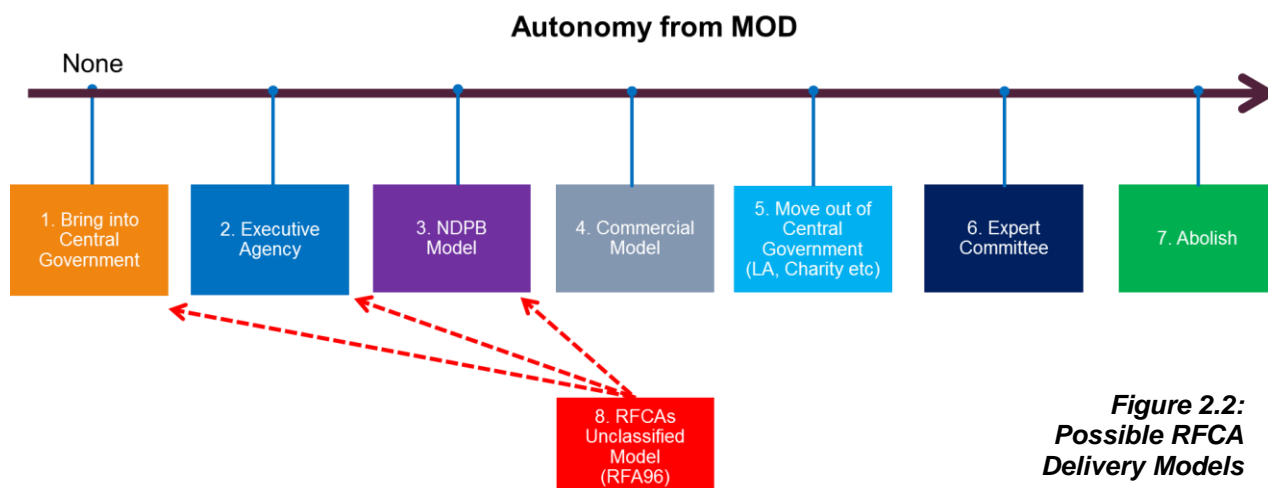 Autonomy from MOD
None
1. Bring into
Central
Government
2. Executive
Agency
3. NDPB
Model
4. Commercial
Model
5. Move out of
Central
Government
(LA, Charity etc)
6. Expert
Committee
7. Abolish
8. RFCAs
Unclassified
Model
(RFA96)
Figure 2.2:
Possible RFCA
Delivery Models